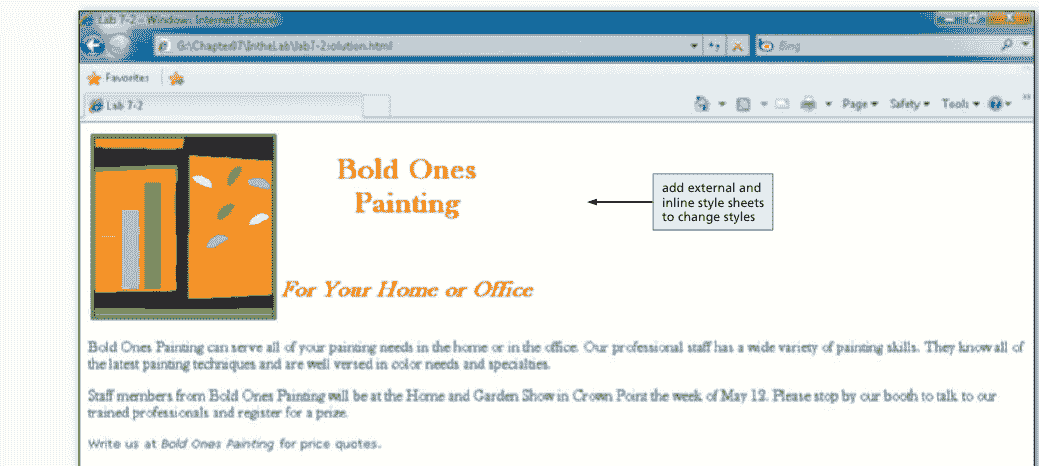 Lab 7-2 - Windows Internet Explorer
G:\Chapter07\IntheLab\lab7-2solution.html
Bing
Favorites
Lab 7-2
Page Safety Tools
Bold Ones
Painting
add external and
inline style sheets
to change styles
For Your Home or Office
Bold Ones Painting can serve all of your painting needs in the home or in the office. Our professional staff has a wide variety of painting skills. They know all of
the latest painting techniques and are well versed in color needs and specialties.
Staff members from Bold Ones Painting will be at the Home and Garden Show in Crown Point the week of May 12. Please stop by our booth to talk to our
trained professionals and register for a prize.
Write us at Bold Ones Painting for price quotes.